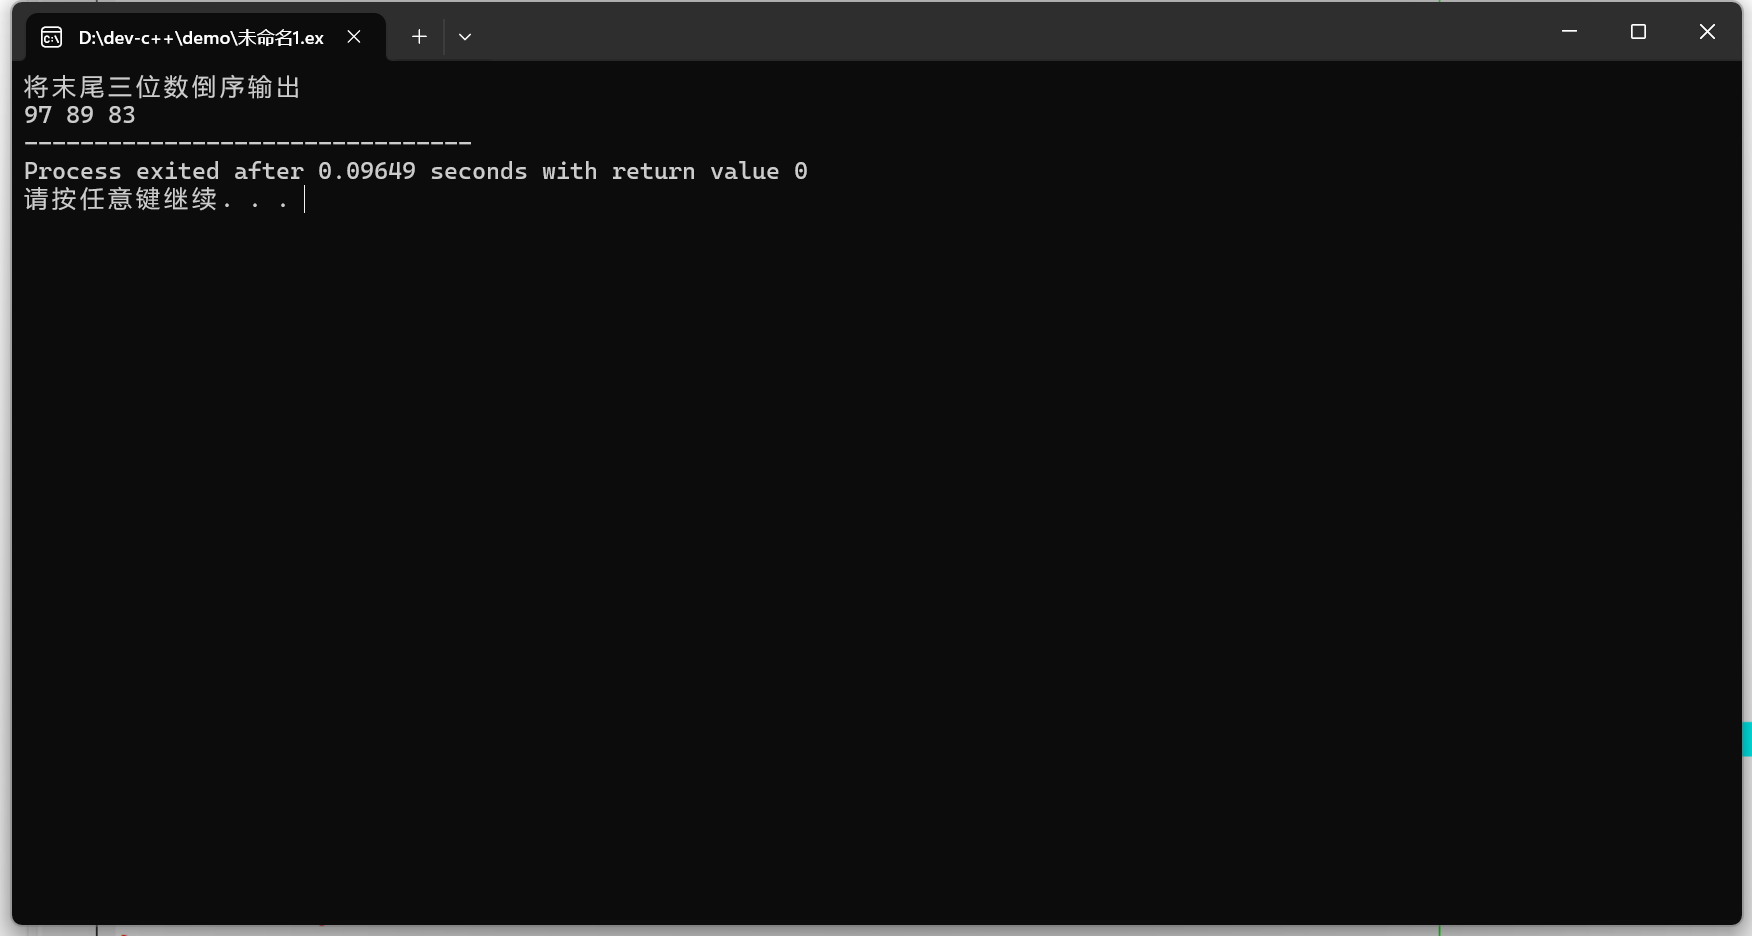 D:\dev-c++\demo\未命名1.ex
将末尾三位数倒序输出
97 89 83
--------------------------------
Process exited after 0.09649 seconds with return value 0
请按任意键继续. . .